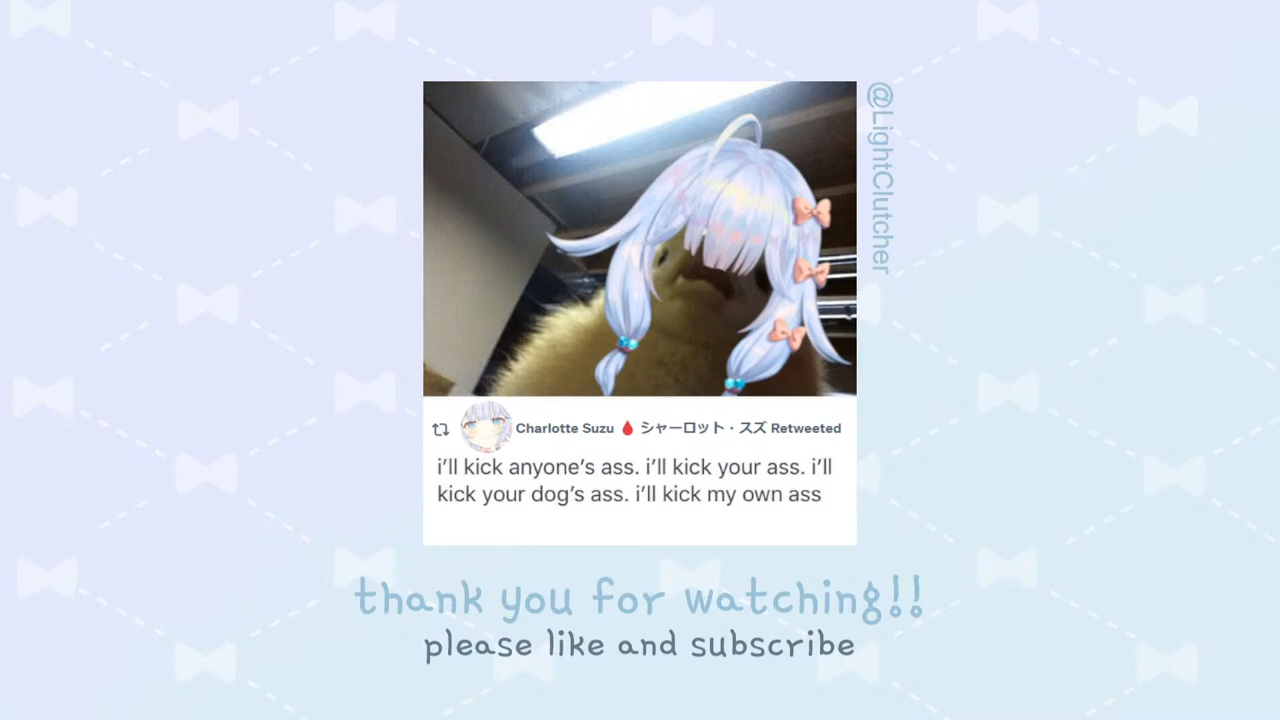 @LightClutcher
Charlotte Suzu 🩸 シャーロット・スズ Retweeted
i’ll kick anyone’s ass. i’ll kick your ass. i’ll
kick your dog’s ass. i’ll kick my own ass
thank you for watching!!
please like and subscribe